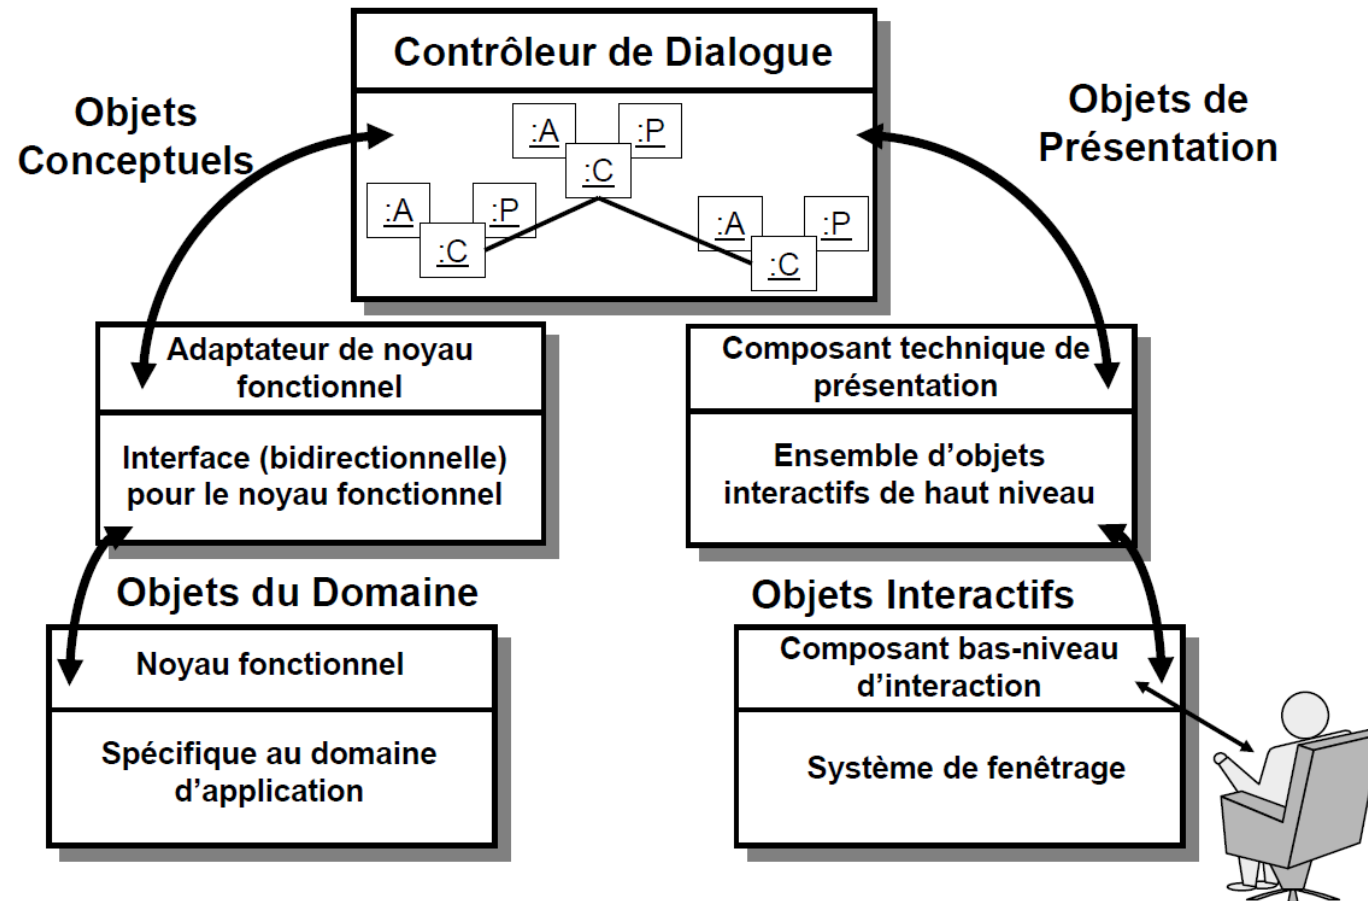 Contrôleur de Dialogue
Objets
Conceptuels
Objets de
Présentation
:A
:P
:C
:A
:P
:C
:A
:P
:C
Adaptateur de noyau
fonctionnel
Interface (bidirectionnelle)
pour le noyau fonctionnel
Composant technique de
présentation
Ensemble d’objets
interactifs de haut niveau
Objets du Domaine
Objets Interactifs
Noyau fonctionnel
Spécifique au domaine
d’application
Composant bas-niveau
d’interaction
Système de fenêtrage